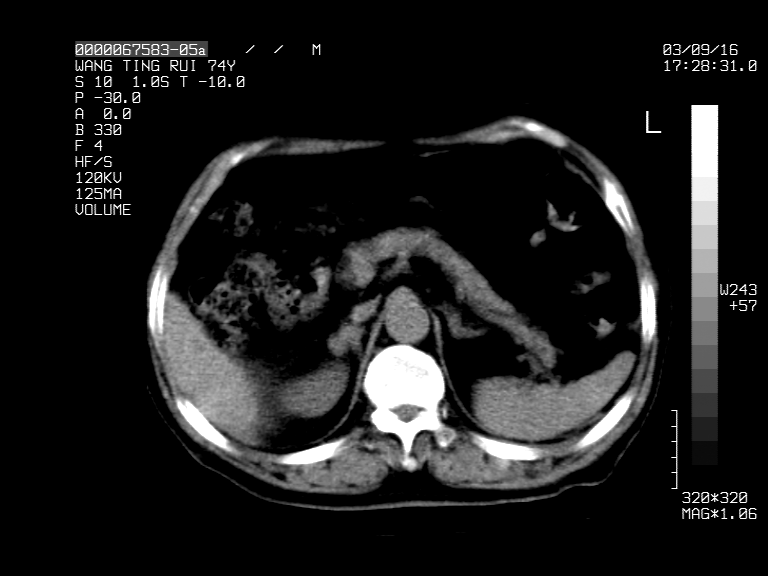 0000067583-05a / / M
WANG TING RUI 74Y
S 10 1.0S T -10.0
P -30.0
A 0.0
B 330
F 4
HF/S
120KV
125MA
VOLUME
03/09/16
17:28:31.0
L
W243
+57
320*320
MAG*1.06